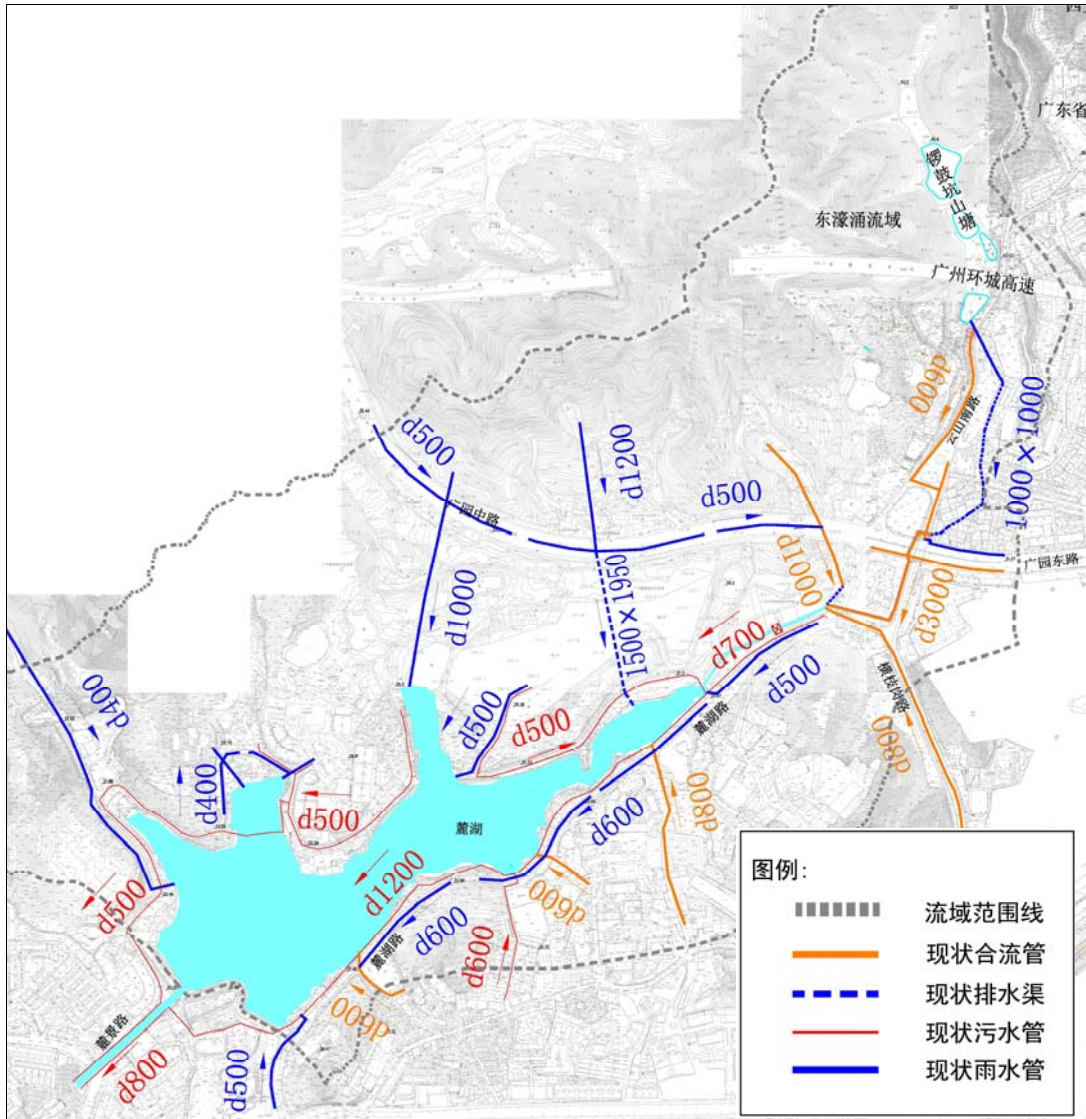 广东省
锣鼓坑山塘
东濠涌流域
广州环城高速
d600
云山南路
1000×1000
d500
d1200
d500
广园中路
1500×1950
d1000
d1000
广园东路
d3000
d700
d500
横枝岗路
d800
麓湖路
d500
d500
d400
d400
d500
麓湖
d600
d800
d1200
d600
d500
d600
麓湖路
d600
d600
麓景路
d800
d500
图例:
流域范围线
现状合流管
现状排水渠
现状污水管
现状雨水管